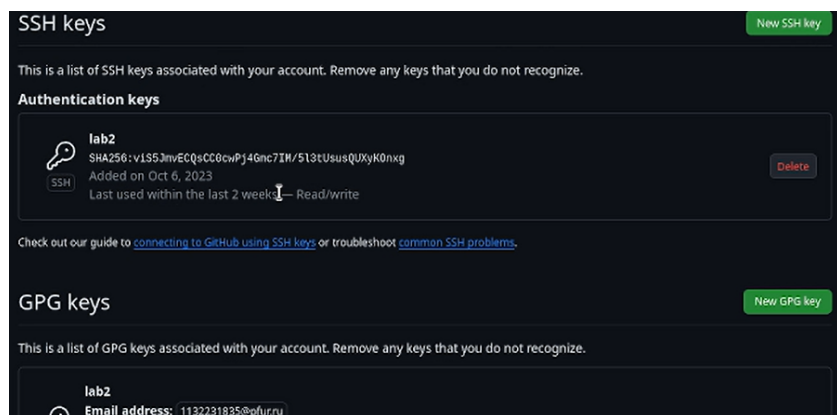 SSH keys
New SSH key
This is a list of SSH keys associated with your account. Remove any keys that you do not recognize.
Authentication keys
lab2
SHA256:viS5JmvECQsCC0cwPj4Gmc7IM/5l3tUsusQUXyK0nxg
SSH
Added on Oct 6, 2023
Last used within the last 2 weeks — Read/write
Delete
Check out our guide to connecting to GitHub using SSH keys or troubleshoot common SSH problems.
GPG keys
New GPG key
This is a list of GPG keys associated with your account. Remove any keys that you do not recognize.
lab2
Email address: 1132231835@pfur.ru